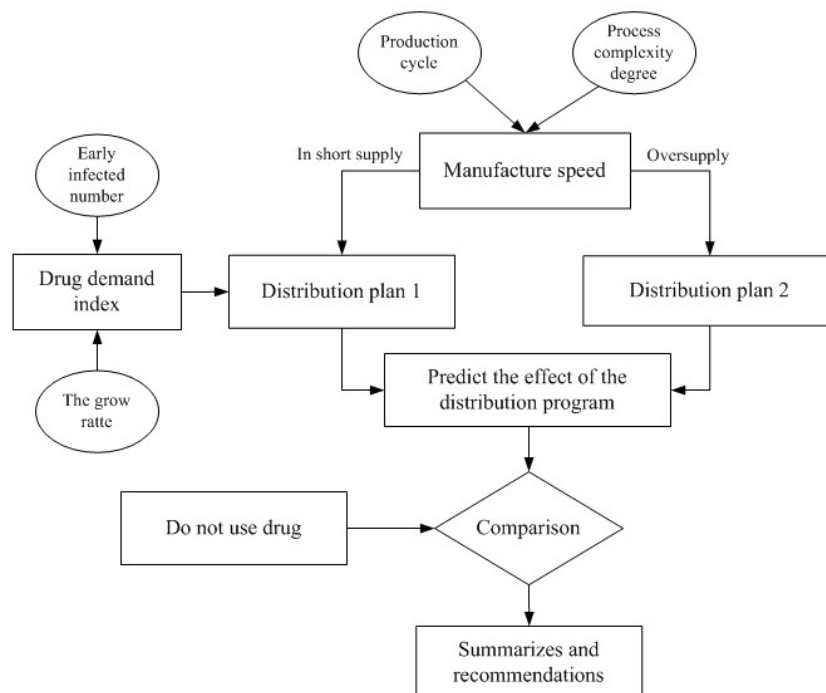 Production
cycle
Process
complexity
degree
In short supply
Manufacture speed
Oversupply
Early
infected
number
Drug demand
index
Distribution plan 1
Distribution plan 2
The grow
ratte
Predict the effect of the
distribution program
Do not use drug
Comparison
Summarizes and
recommendations